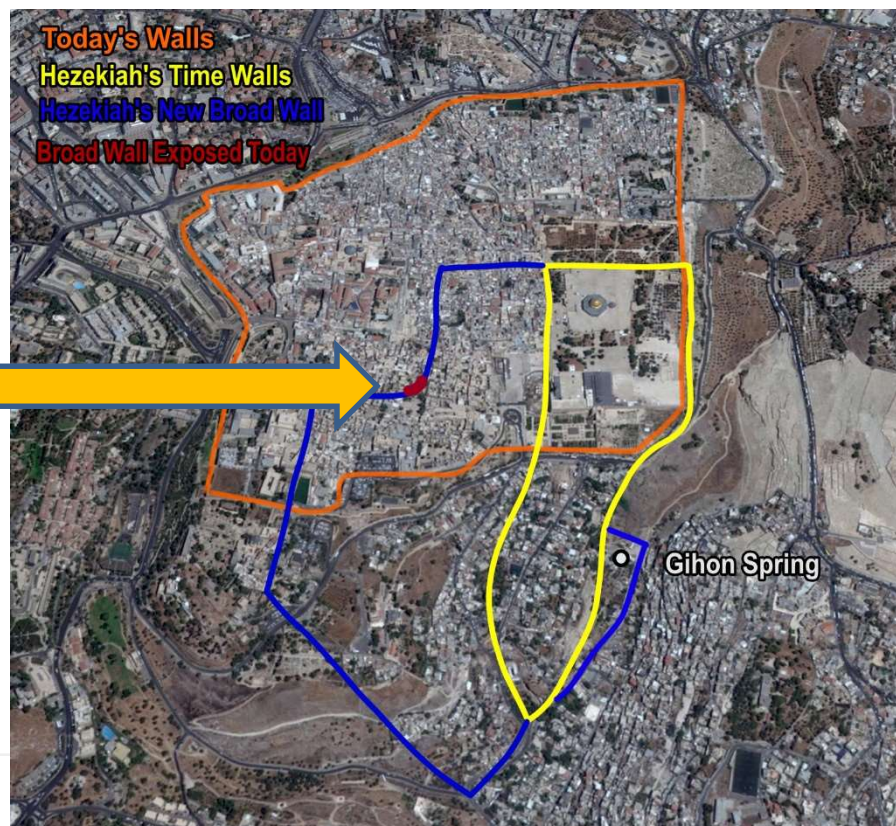 Today's Walls
Hezekiah's Time Walls
Hezekiah's New Broad Wall
Broad Wall Exposed Today
Gihon Spring